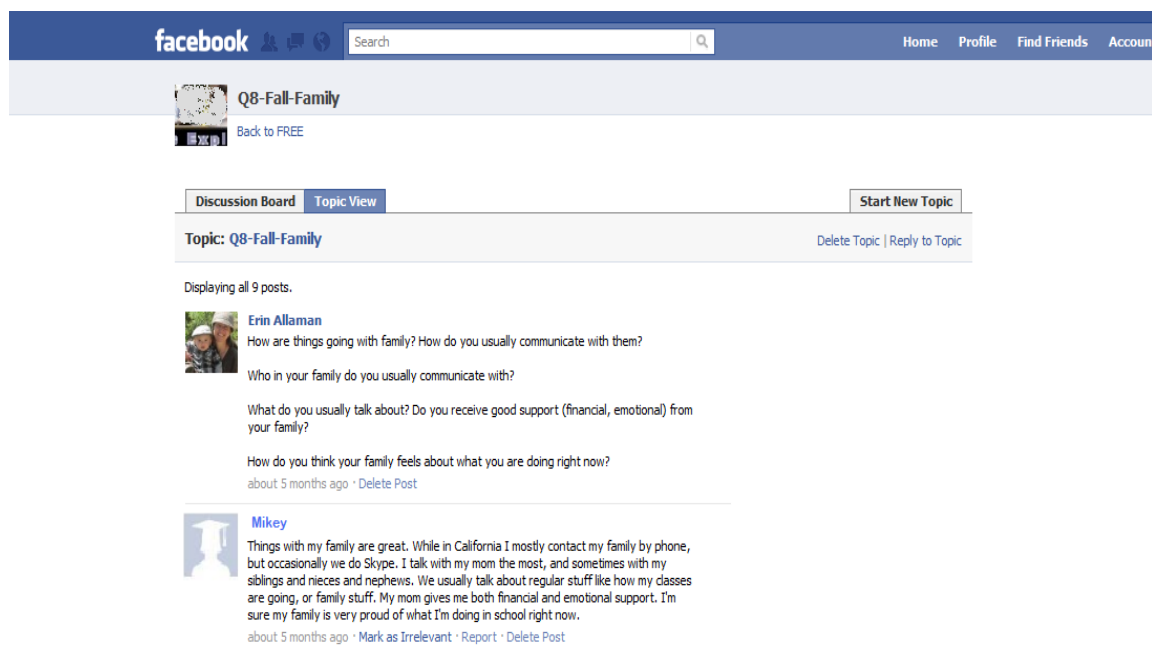 facebook Search Home Profile Find Friends Accoun
Q8-Fall-Family
Back to FREE
Expl
Discussion Board Topic View Start New Topic
Topic: Q8-Fall-Family Delete Topic | Reply to Topic
Displaying all 9 posts.
Erin Allaman
How are things going with family? How do you usually communicate with them?
Who in your family do you usually communicate with?
What do you usually talk about? Do you receive good support (financial, emotional) from
your family?
How do you think your family feels about what you are doing right now?
about 5 months ago · Delete Post
Mikey
Things with my family are great. While in California I mostly contact my family by phone,
but occasionally we do Skype. I talk with my mom the most, and sometimes with my
siblings and nieces and nephews. We usually talk about regular stuff like how my classes
are going, or family stuff. My mom gives me both financial and emotional support. I'm
sure my family is very proud of what I'm doing in school right now.
about 5 months ago · Mark as Irrelevant · Report · Delete Post